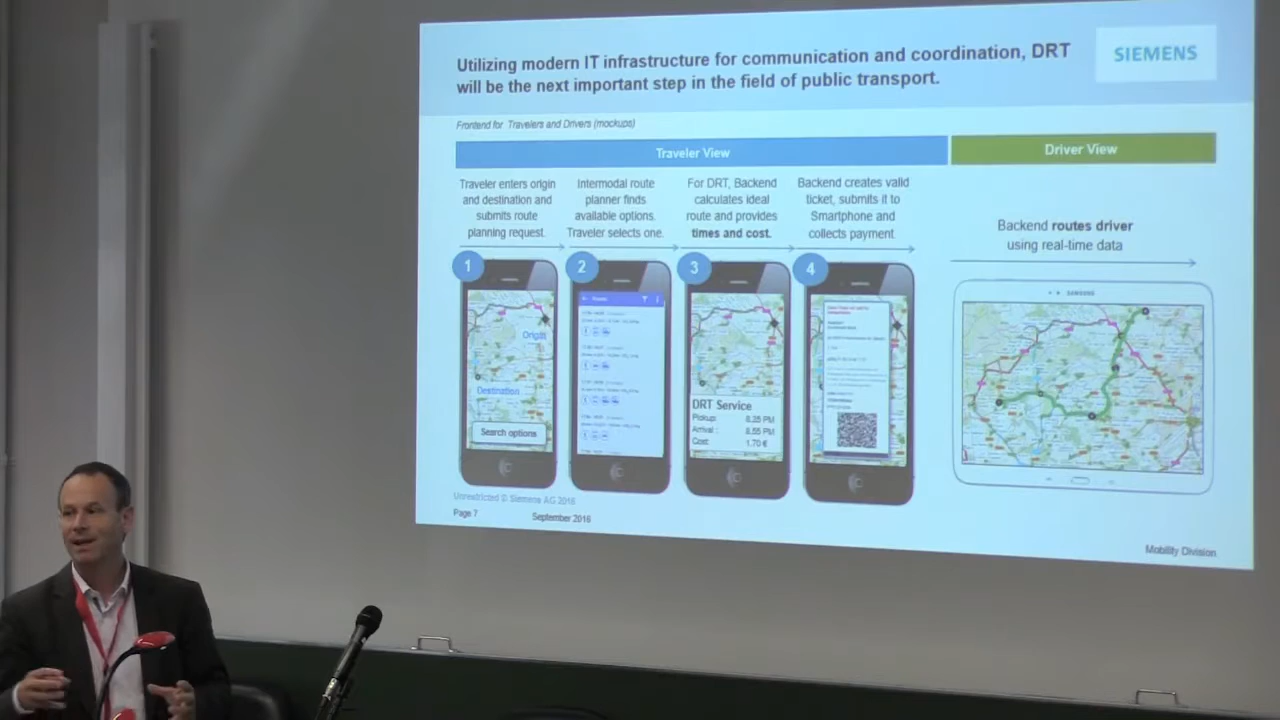 Utilizing modern IT infrastructure for communication and coordination, DRT
will be the next important step in the field of public transport.
SIEMENS
Frontend for Travelers and Drivers (mockups)
Traveler View
Driver View
Traveler enters origin
and destination and
submits route
planning request.
Intermodal route
planner finds
available options.
Traveler selects one.
For DRT, Backend
calculates ideal
route and provides
times and cost.
Backend creates valid
ticket, submits it to
Smartphone and
collects payment.
Backend routes driver
using real-time data
1
2
3
4
Origin
Destination
Search options
DRT Service
Pickup: 8.25 PM
Arrival: 8.55 PM
Cost: 1.70 €
SAMSUNG
Unrestricted © Siemens AG 2016
Page 7
September 2016
Mobility Division